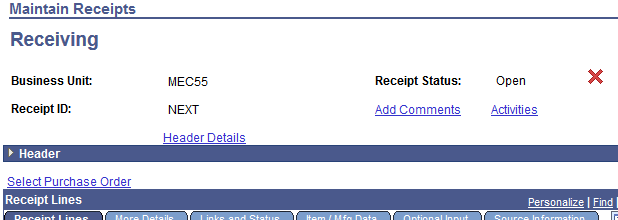 Maintain Receipts
Receiving
Business Unit: MEC55 Receipt Status: Open
Receipt ID: NEXT Add Comments Activities
Header Details
Header
Select Purchase Order
Receipt Lines Personalize | Find |
Receipt Lines More Details Links and Status Item / Mfg Data Optional Input Source Information